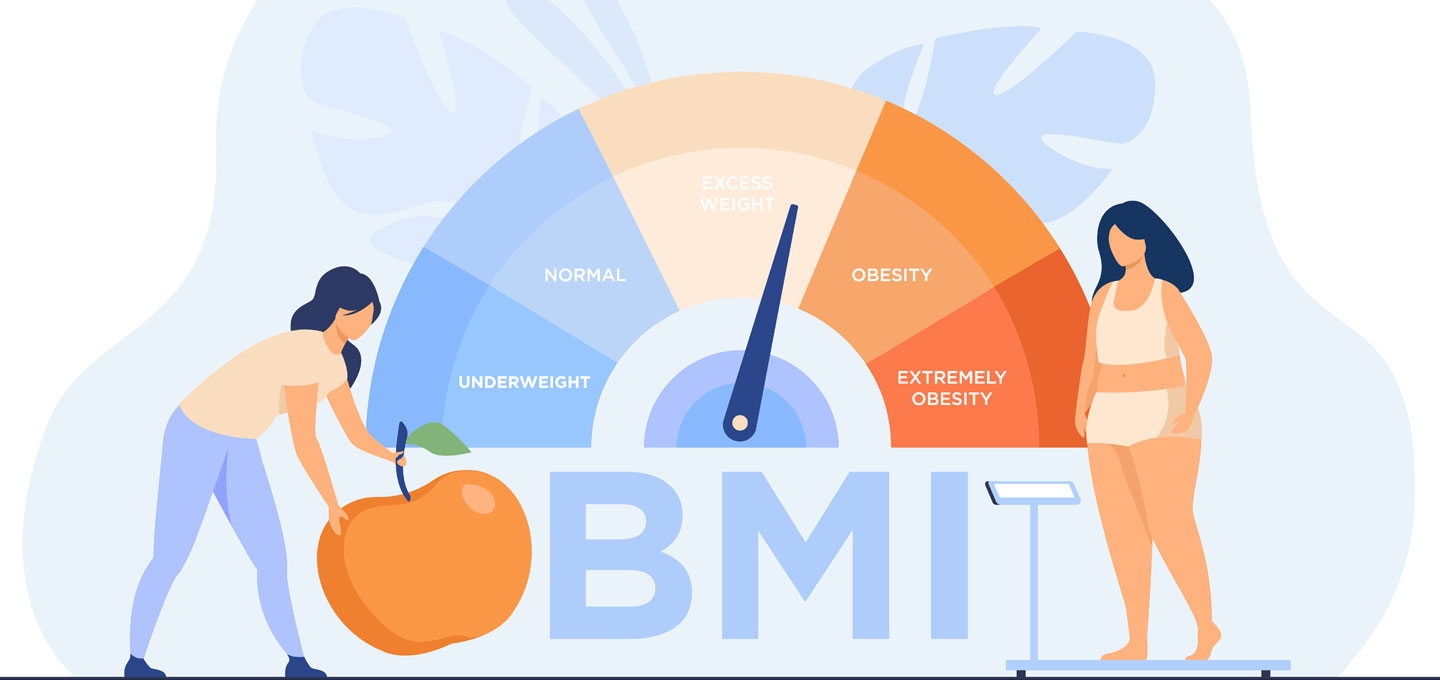 EXCESS
WEIGHT
NORMAL
OBESITY
UNDERWEIGHT
EXTREMELY
OBESITY
BMI